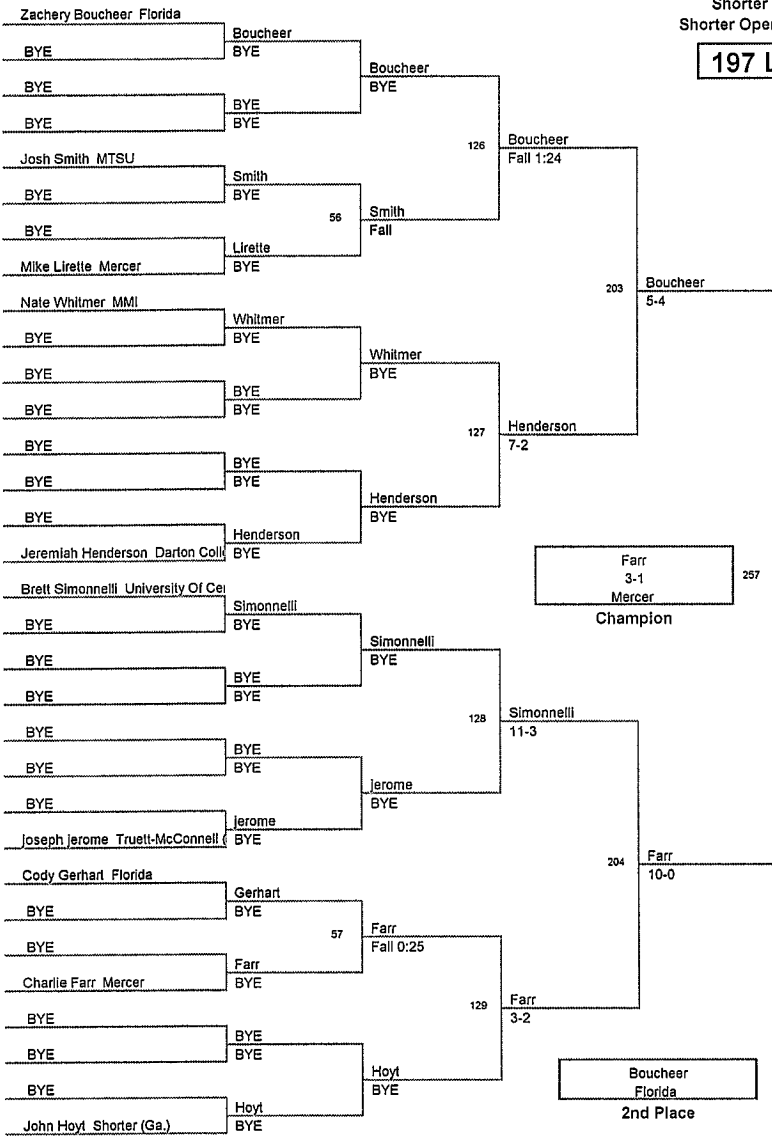 Shorter
Shorter Oper
197 L
Zachery Boucheer Florida
BYE
BYE
BYE
Josh Smith MTSU
BYE
BYE
Mike Lirette Mercer
Nate Whitmer MMI
BYE
BYE
BYE
BYE
BYE
BYE
Jeremiah Henderson Darton Coll
Brett Simonnelli University Of Cer
BYE
BYE
BYE
BYE
BYE
BYE
joseph jerome Truett-McConnell (
Cody Gerhart Florida
BYE
BYE
Charlie Farr Mercer
BYE
BYE
BYE
John Hoyt Shorter (Ga.)
Boucheer
BYE
BYE
BYE
Smith
BYE
Lirette
BYE
Whitmer
BYE
BYE
BYE
BYE
BYE
Henderson
BYE
Simonnelli
BYE
BYE
BYE
BYE
BYE
jerome
BYE
Gerhart
BYE
Farr
BYE
BYE
BYE
Hoyt
BYE
Boucheer
BYE
56
Smith
Fall
Whitmer
BYE
Henderson
BYE
Simonnelli
BYE
jerome
BYE
57
Farr
Fall 0:25
Hoyt
BYE
126
Boucheer
Fall 1:24
127
Henderson
7-2
128
Simonnelli
11-3
129
Farr
3-2
203
Boucheer
5-4
204
Farr
10-0
Farr
3-1
Mercer
257
Champion
Boucheer
Florida
2nd Place